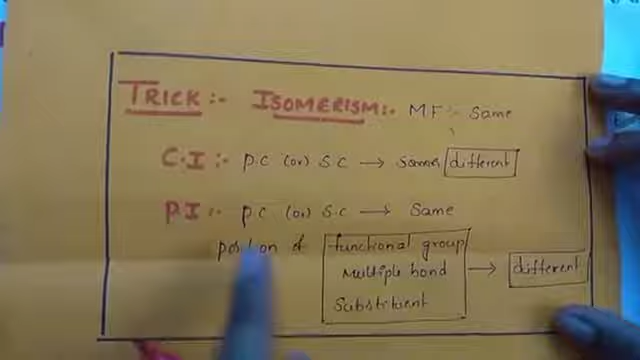 TRICK :- ISOMERISM:- MF :- Same
C.I :- P.C (or) S.C → Same/ different
P.I :- P.C (or) S.C → Same
position of functional group
Multiple bond → different
Substituent